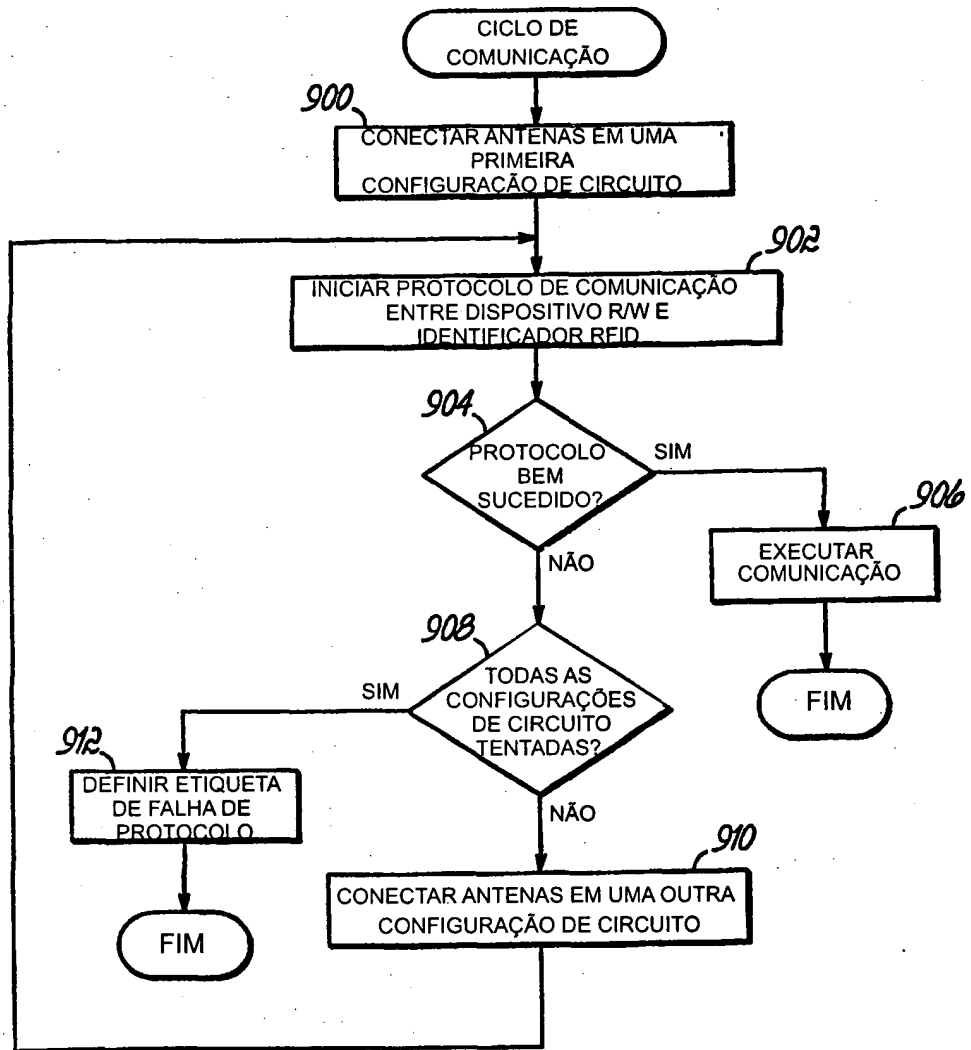 CICLO DE
COMUNICAÇÃO
900
CONECTAR ANTENAS EM UMA
PRIMEIRA
CONFIGURAÇÃO DE CIRCUITO
902
INICIAR PROTOCOLO DE COMUNICAÇÃO
ENTRE DISPOSITIVO R/W E
IDENTIFICADOR RFID
904
PROTOCOLO
BEM
SUCEDIDO?
SIM
NÃO
906
EXECUTAR
COMUNICAÇÃO
FIM
908
TODAS AS
CONFIGURAÇÕES
DE CIRCUITO
TENTADAS?
SIM
NÃO
912
DEFINIR ETIQUETA
DE FALHA DE
PROTOCOLO
FIM
910
CONECTAR ANTENAS EM UMA OUTRA
CONFIGURAÇÃO DE CIRCUITO